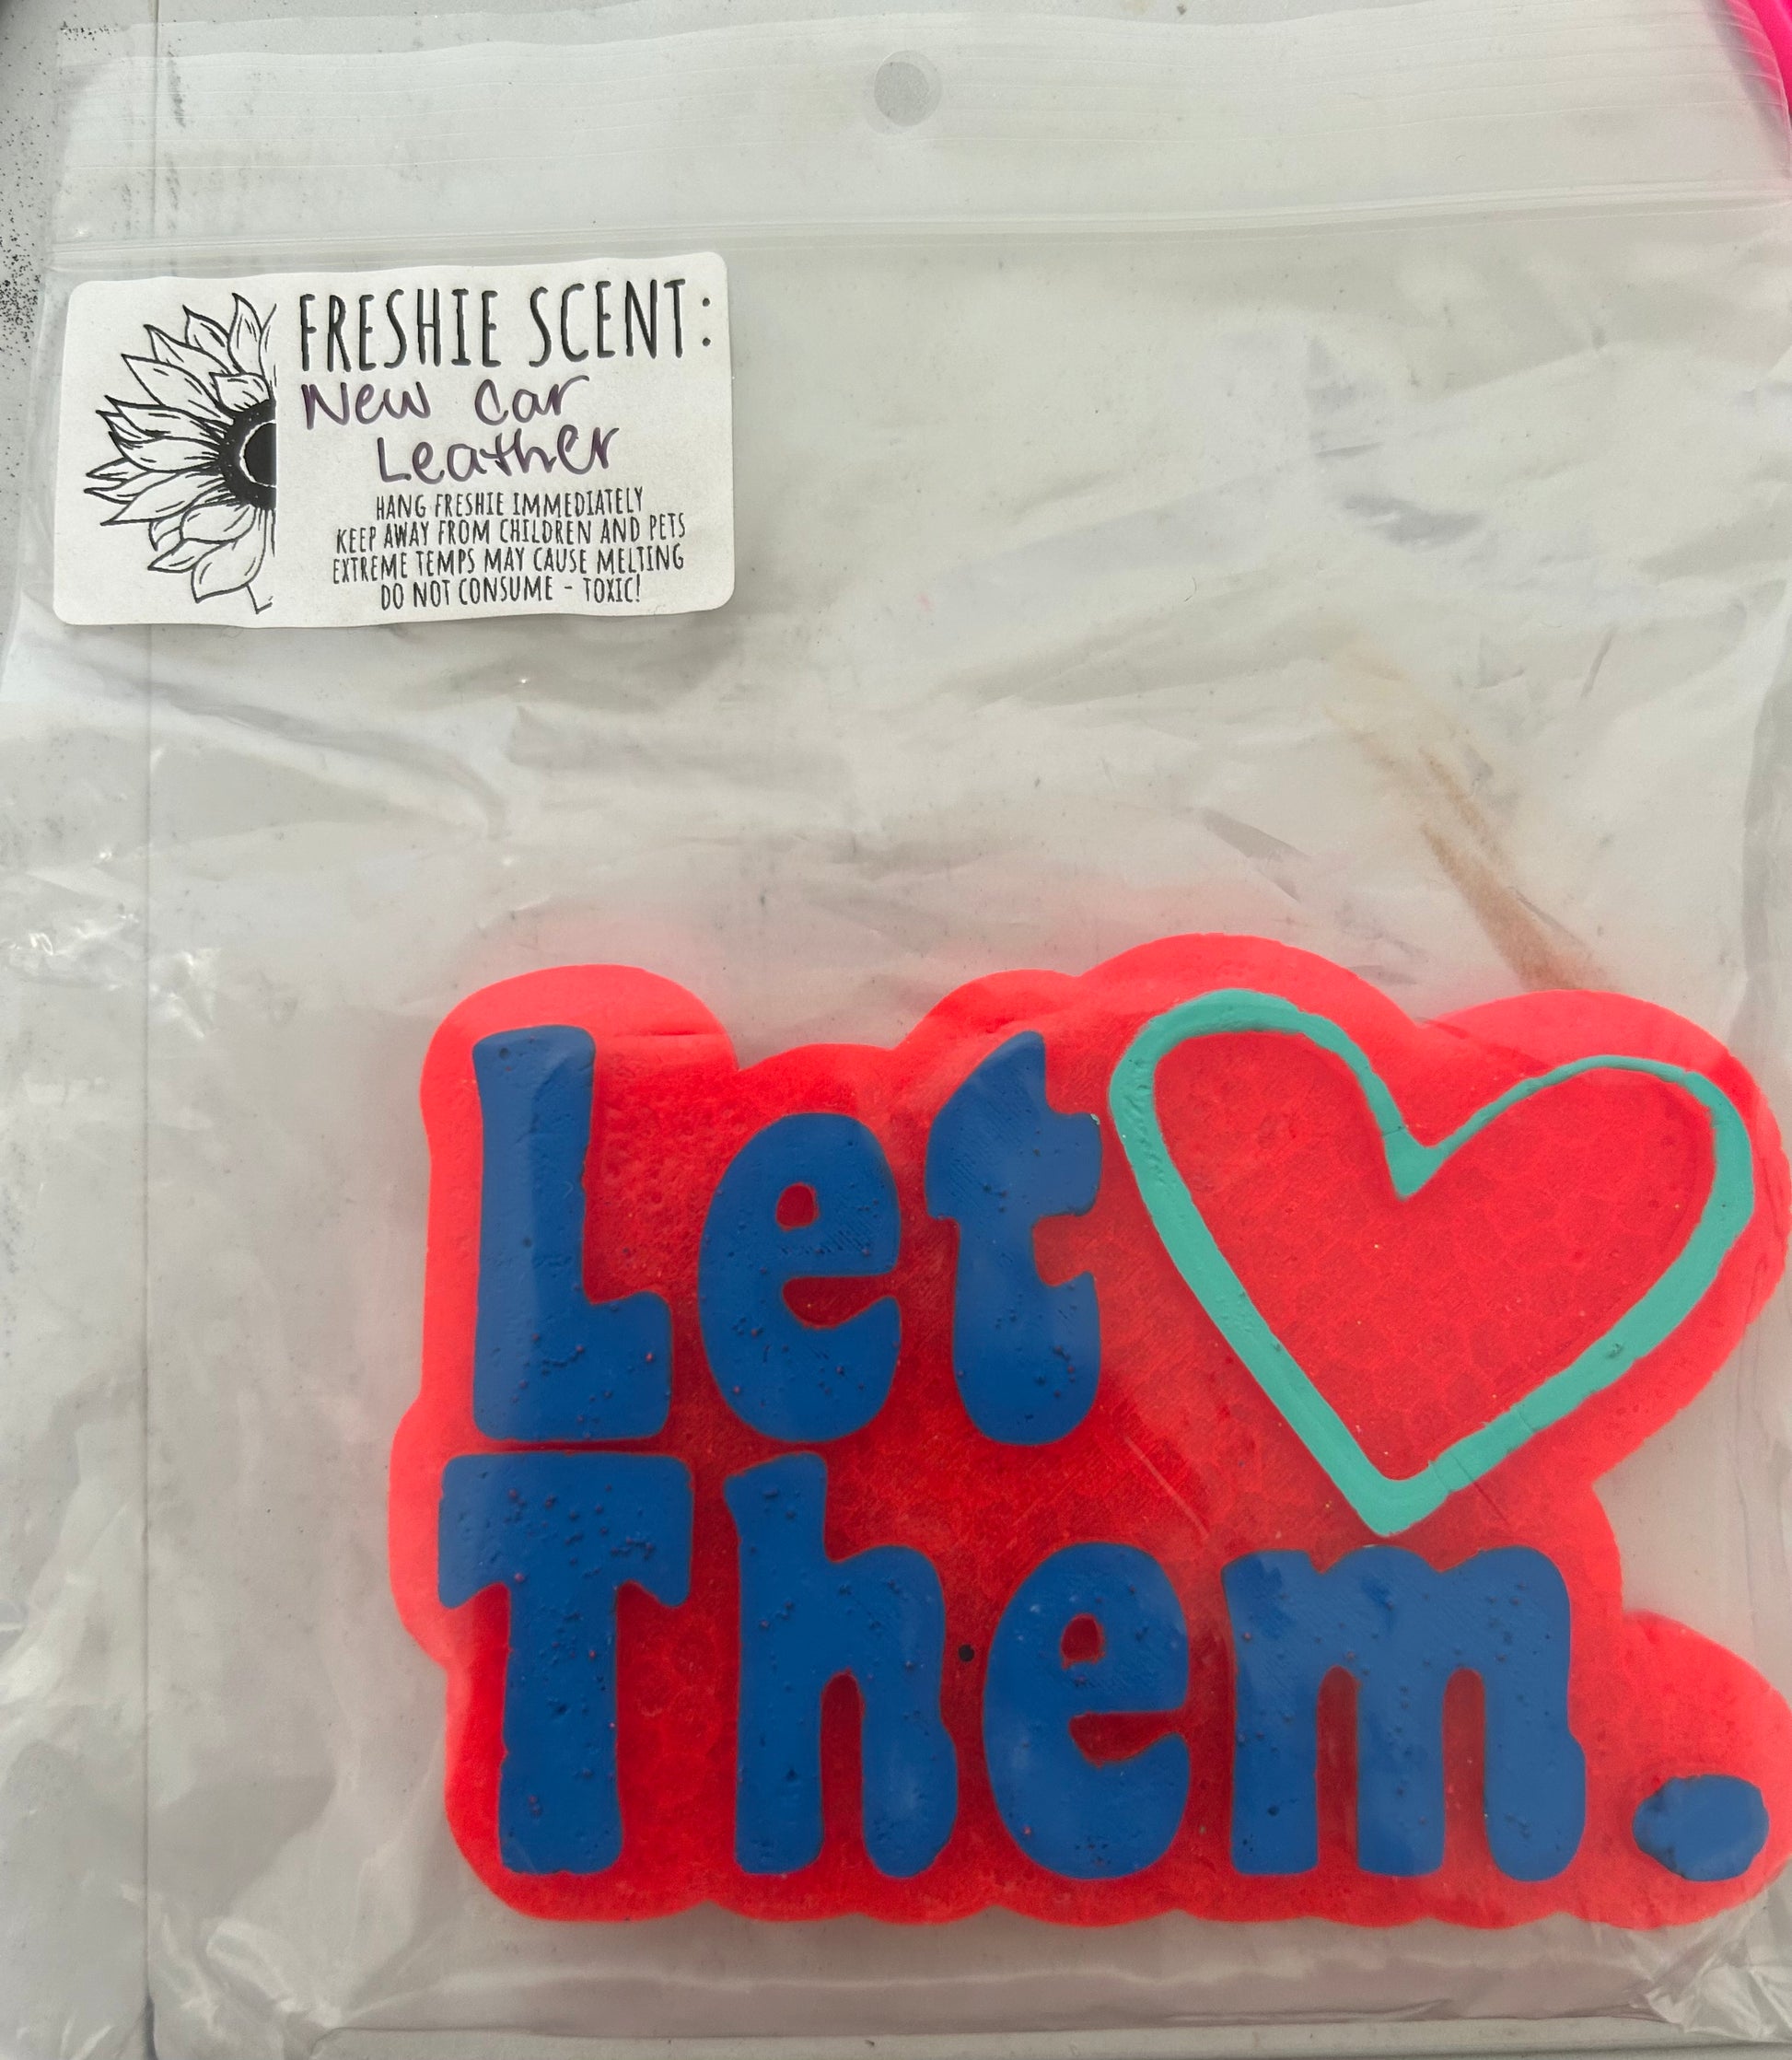 FRESHIE SCENT:
New Car
Leather
HANG FRESHIE IMMEDIATELY
KEEP AWAY FROM CHILDREN AND PETS
EXTREME TEMPS MAY CAUSE MELTING
DO NOT CONSUME - TOXIC!
Let
Them.